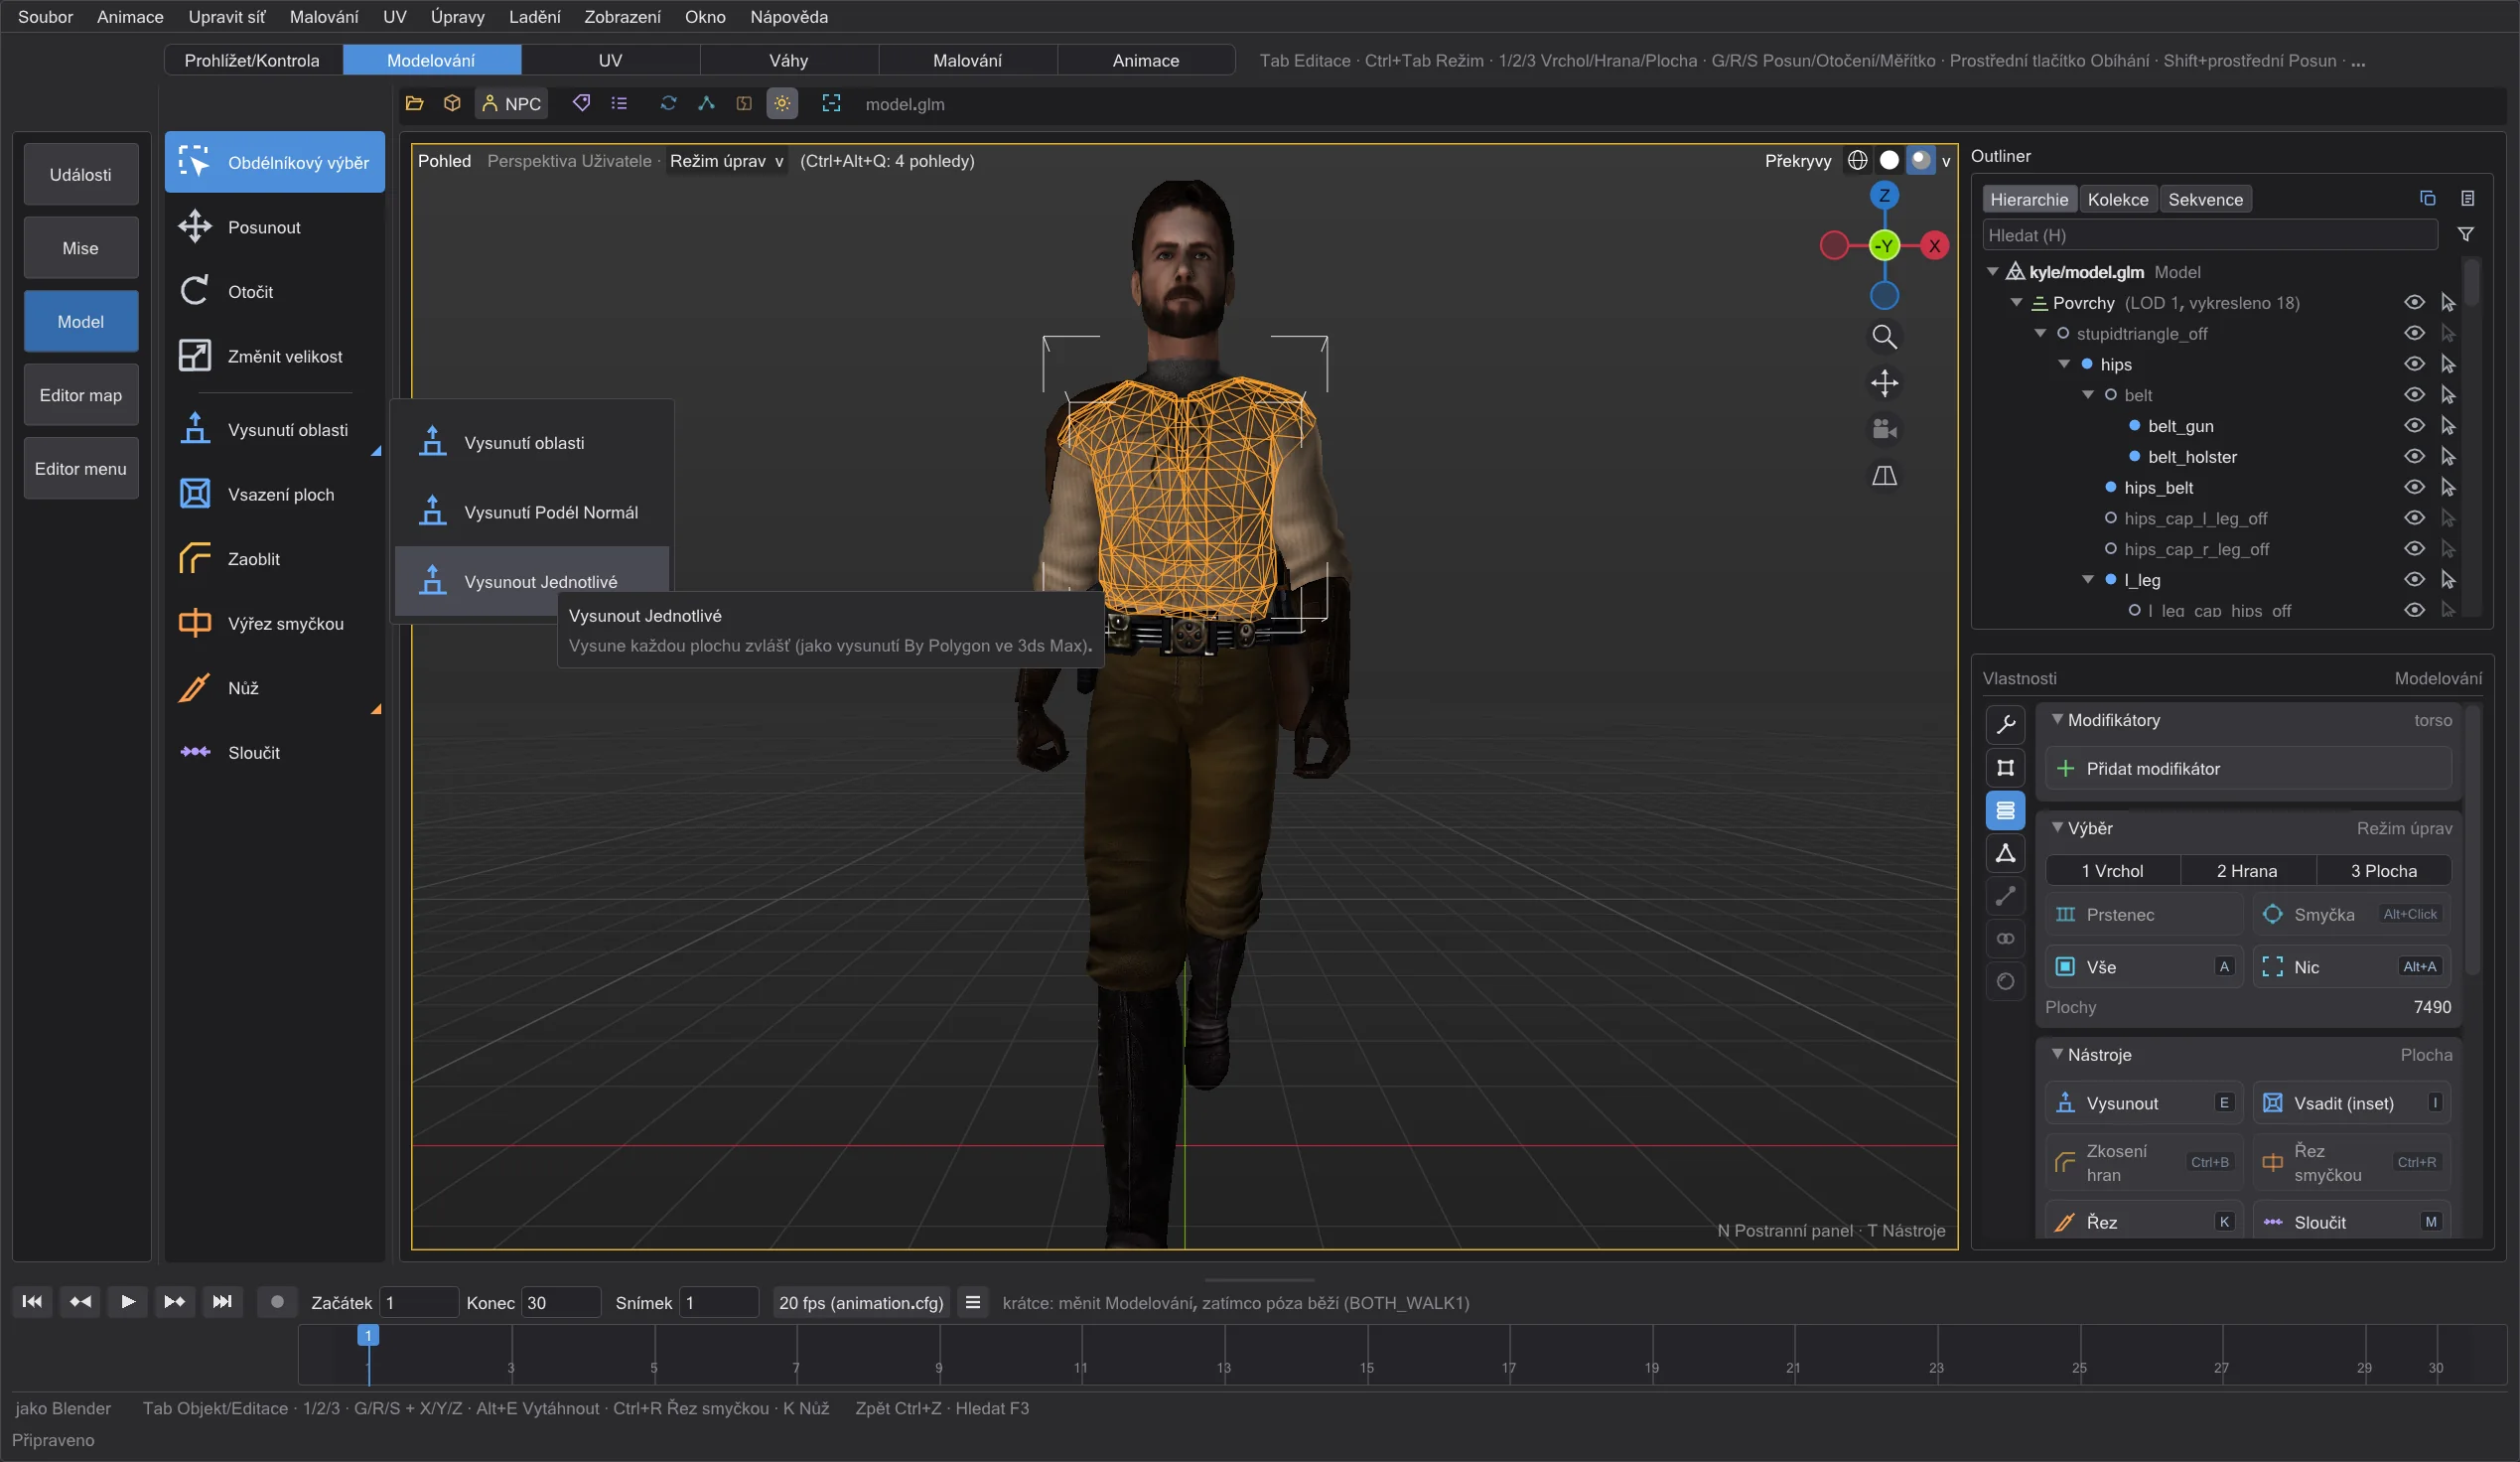 Soubor Animace Upravit síť Malování UV Úpravy Ladění Zobrazení Okno Nápověda
Prohlížet/Kontrola Modelování UV Váhy Malování Animace Tab Editace · Ctrl+Tab Režim · 1/2/3 Vrchol/Hrana/Plocha · G/R/S Posun/Otočení/Měřítko · Prostřední tlačítko Obíhání · Shift+prostřední Posun · ...
NPC model.glm
Události
Mise
Model
Editor map
Editor menu
Obdélníkový výběr
Posunout
Otočit
Změnit velikost
Vysunutí oblasti
Vsazení ploch
Zaoblit
Výřez smyčkou
Nůž
Sloučit
Vysunutí oblasti
Vysunutí Podél Normál
Vysunout Jednotlivé
Vysunout Jednotlivé
Vysune každou plochu zvlášť (jako vysunutí By Polygon ve 3ds Max).
Pohled Perspektiva Uživatele · Režim úprav v (Ctrl+Alt+Q: 4 pohledy)
Překryvy v
Z
-Y X
N Postranní panel · T Nástroje
Outliner
Hierarchie Kolekce Sekvence
Hledat (H)
kyle/model.glm Model
Povrchy (LOD 1, vykresleno 18)
stupidtriangle_off
hips
belt
belt_gun
belt_holster
hips_belt
hips_cap_l_leg_off
hips_cap_r_leg_off
l_leg
l_leg_cap_hips_off
Vlastnosti Modelování
Modifikátory torso
Přidat modifikátor
Výběr Režim úprav
1 Vrchol 2 Hrana 3 Plocha
Prstenec Smyčka Alt+Click
Vše A Nic Alt+A
Plochy 7490
Nástroje Plocha
Vysunout E Vsadit (inset) I
Zkosení hran Ctrl+B Řez smyčkou Ctrl+R
Řez K Sloučit M
Začátek 1 Konec 30 Snímek 1 20 fps (animation.cfg) krátce: měnit Modelování, zatímco póza běží (BOTH_WALK1)
1
1 3 5 7 9 11 13 15 17 19 21 23 25 27 29 30
jako Blender Tab Objekt/Editace · 1/2/3 · G/R/S + X/Y/Z · Alt+E Vytáhnout · Ctrl+R Řez smyčkou · K Nůž Zpět Ctrl+Z · Hledat F3
Připraveno